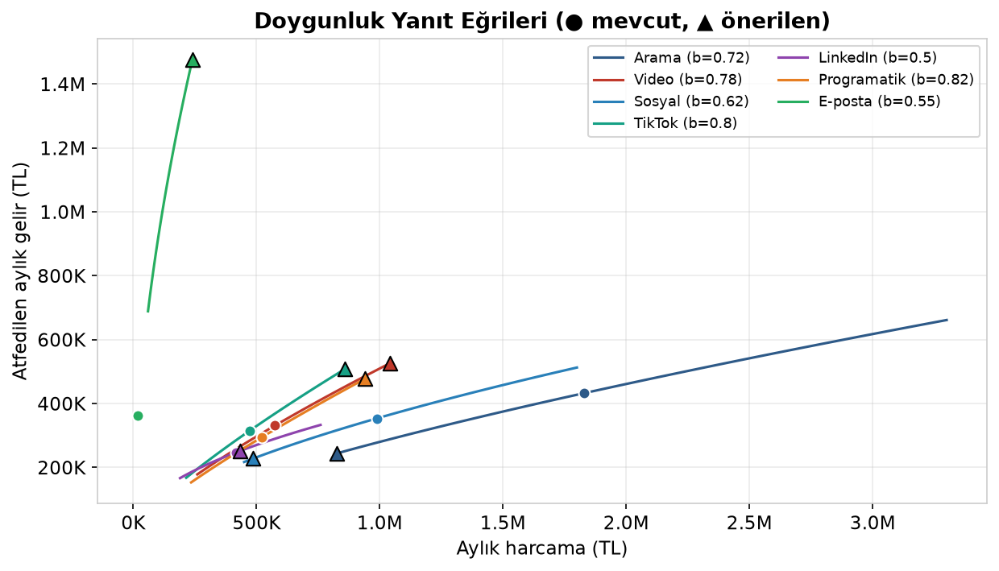 Doygunluk Yanıt Eğrileri (● mevcut, ▲ önerilen)
Arama (b=0.72)
Video (b=0.78)
Sosyal (b=0.62)
TikTok (b=0.8)
LinkedIn (b=0.5)
Programatik (b=0.82)
E-posta (b=0.55)
Atfedilen aylık gelir (TL)
1.4M
1.2M
1.0M
800K
600K
400K
200K
0K
500K
1.0M
1.5M
2.0M
2.5M
3.0M
Aylık harcama (TL)